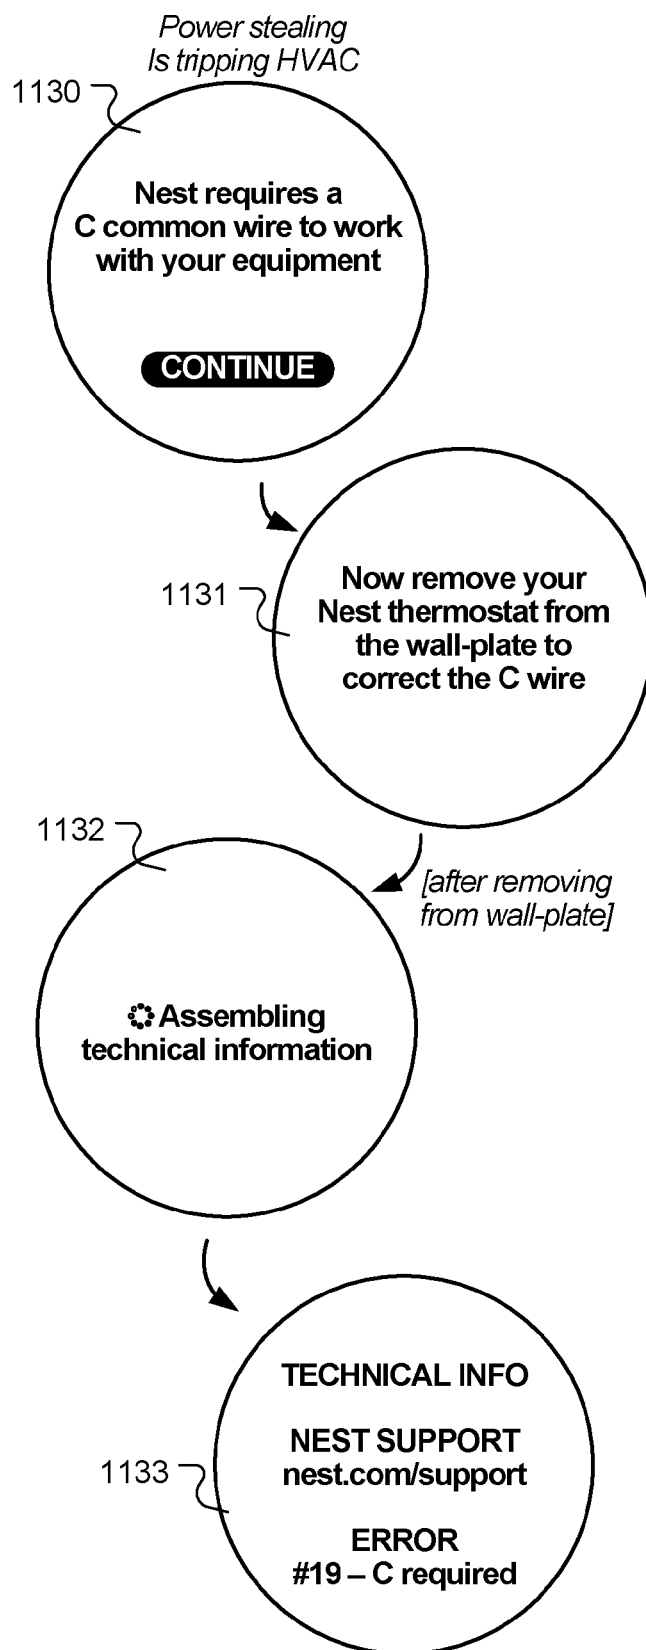 Power stealing
Is tripping HVAC
1130
Nest requires a
C common wire to work
with your equipment
CONTINUE
1131
Now remove your
Nest thermostat from
the wall-plate to
correct the C wire
1132
[after removing
from wall-plate]
Assembling
technical information
TECHNICAL INFO
NEST SUPPORT
nest.com/support
1133
ERROR
#19 – C required